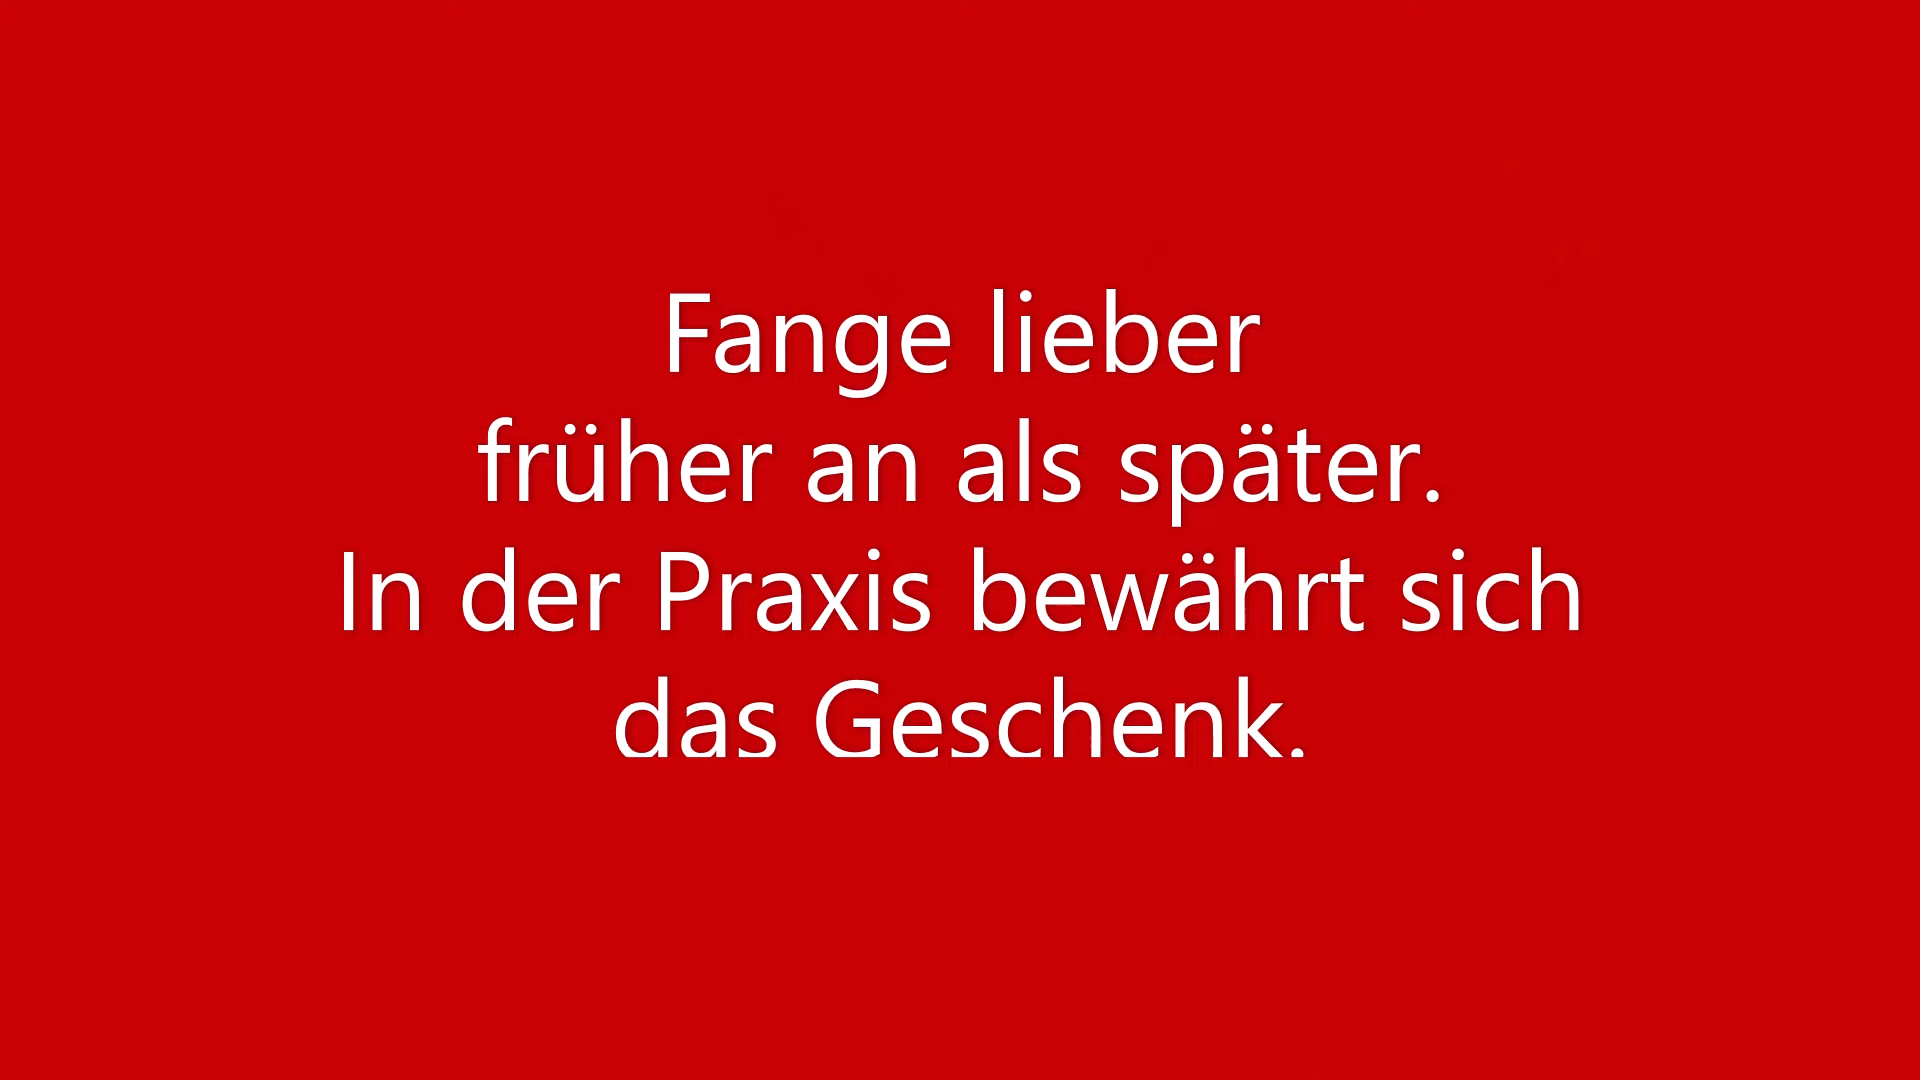 Fange lieber
früher an als später.
In der Praxis bewährt sich
das Geschenk.